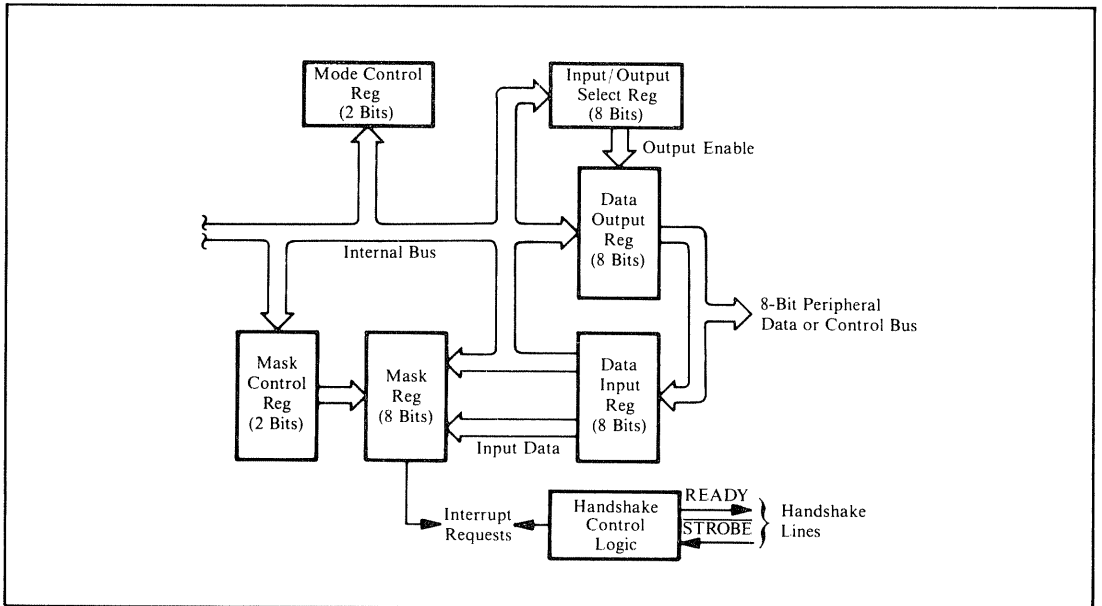 Mode Control
Reg
(2 Bits)
Input/Output
Select Reg
(8 Bits)
Output Enable
Data
Output
Reg
(8 Bits)
Internal Bus
8-Bit Peripheral
Data or Control Bus
Mask
Control
Reg
(2 Bits)
Mask
Reg
(8 Bits)
Data
Input
Reg
(8 Bits)
Input Data
Interrupt
Requests
Handshake
Control
Logic
READY
STROBE
Handshake
Lines